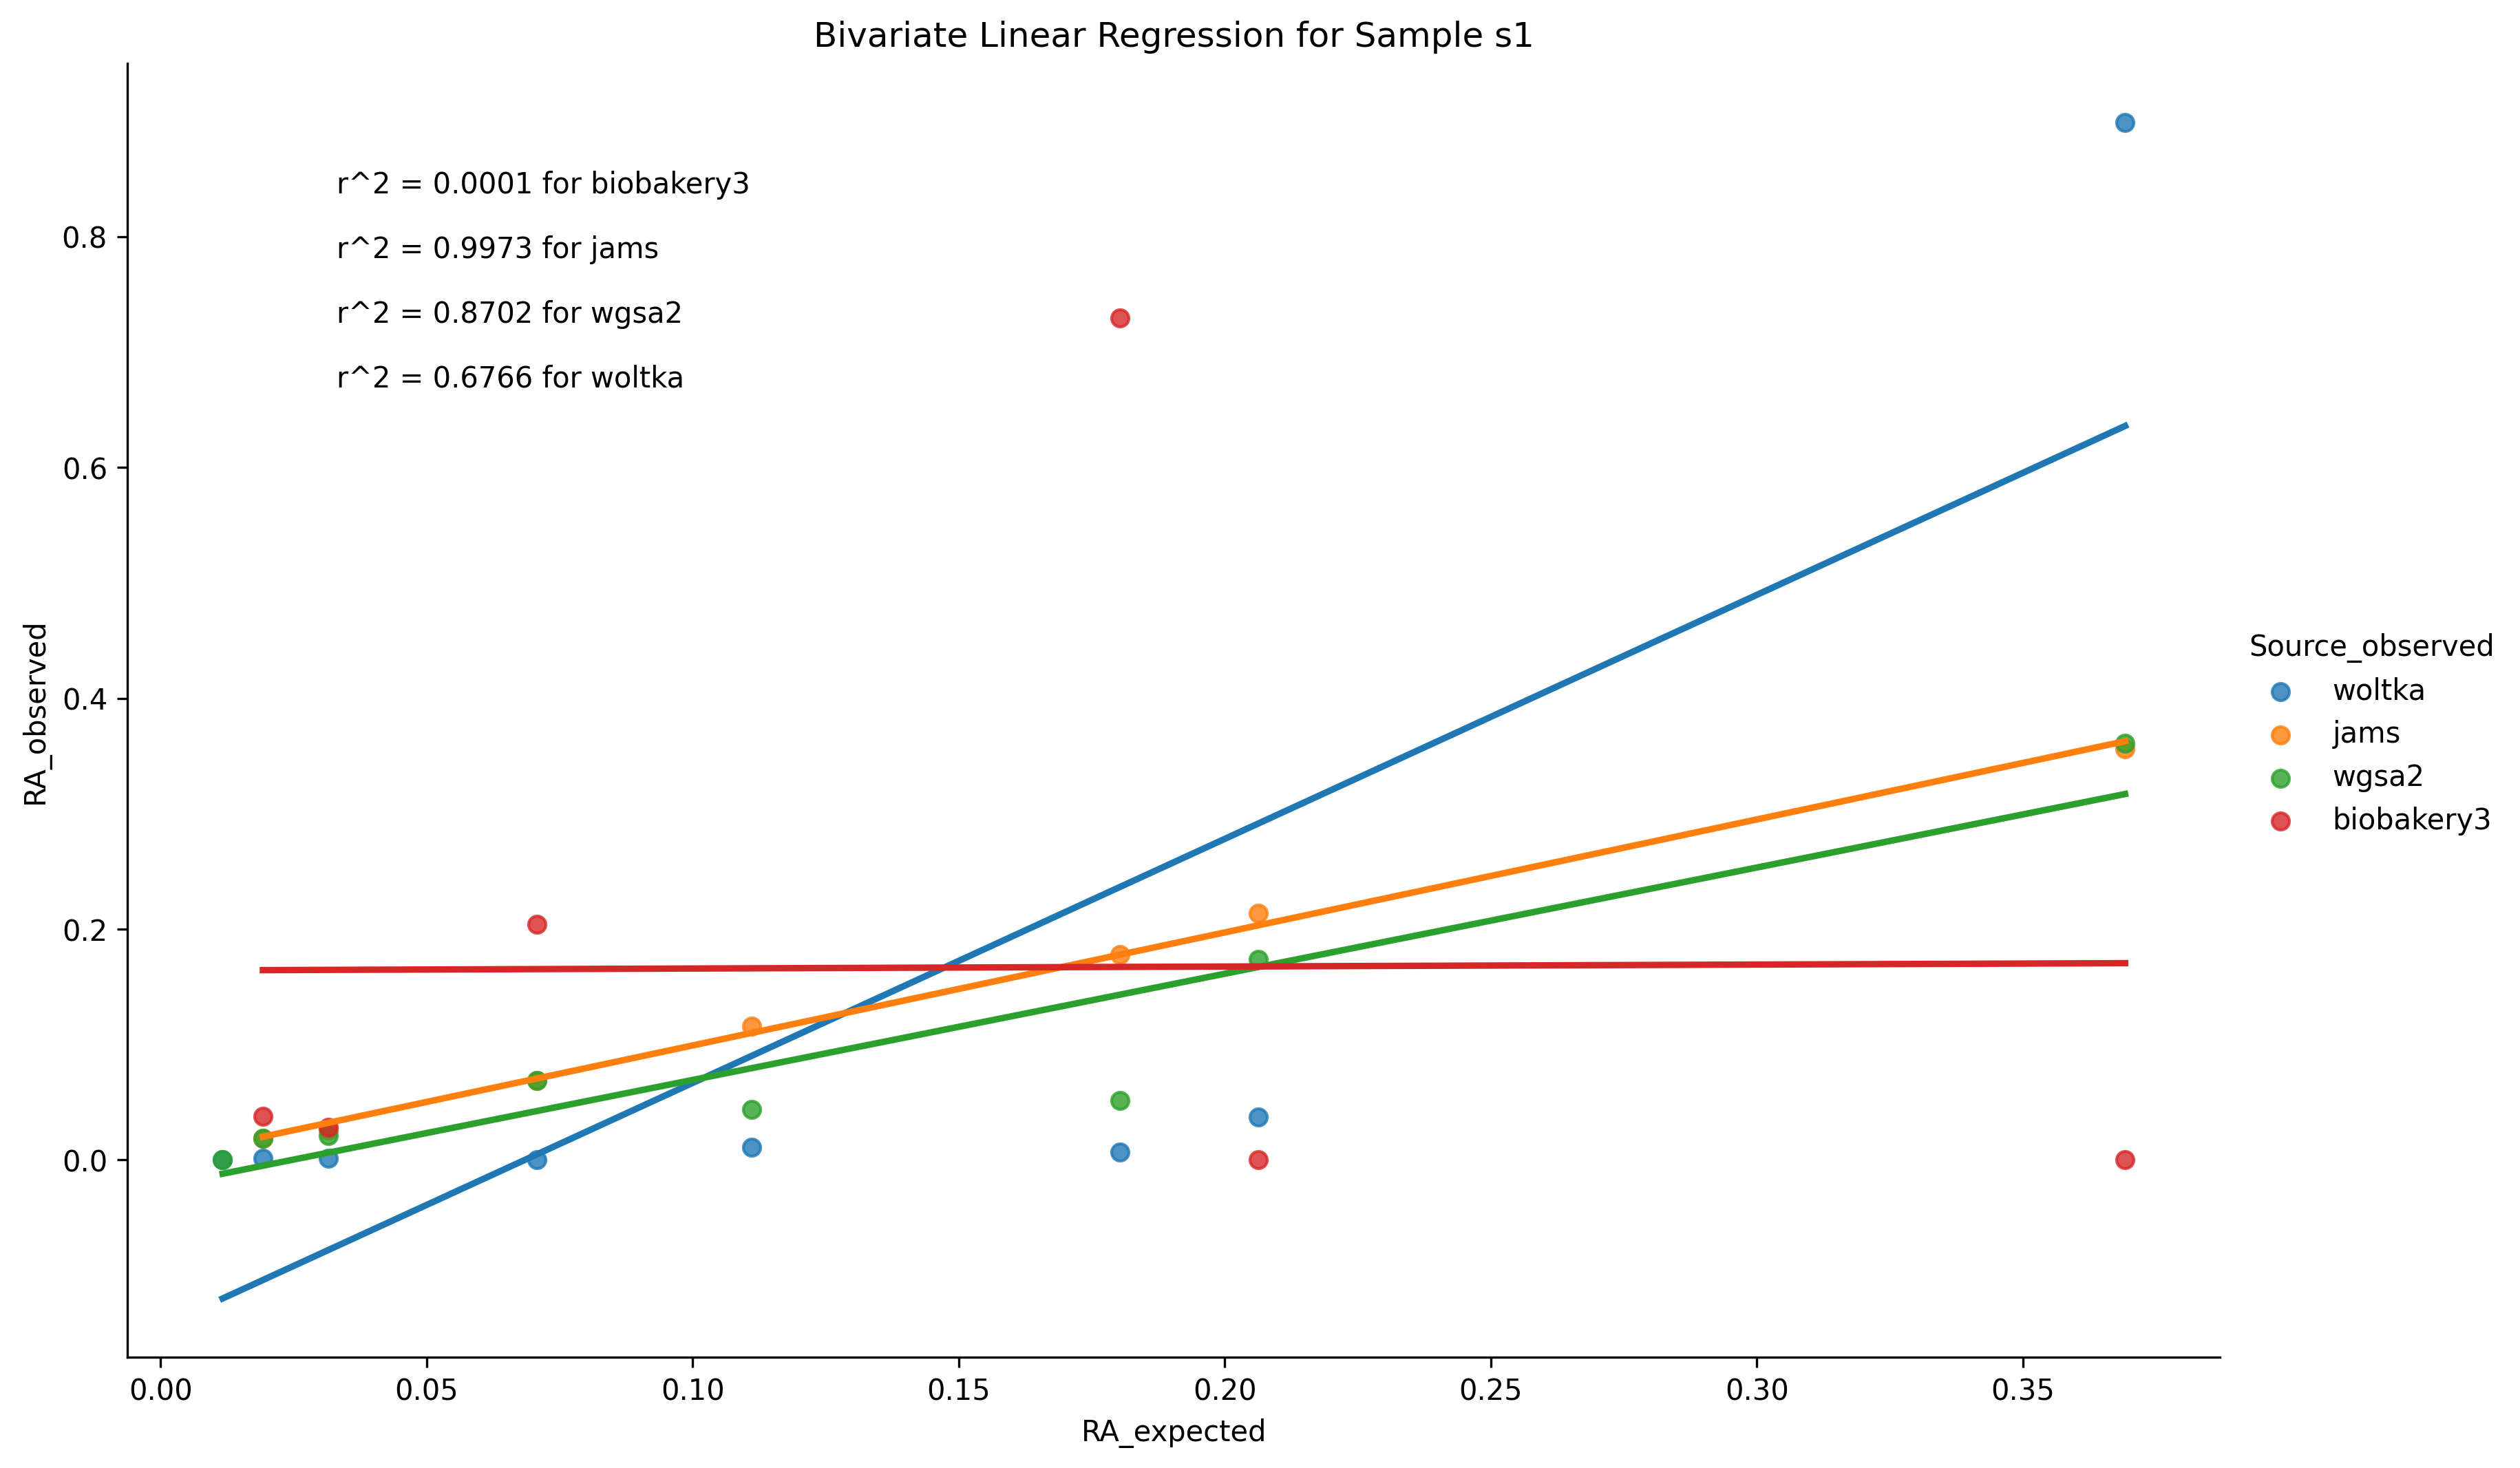 Bivariate Linear Regression for Sample s1
r^2 = 0.0001 for biobakery3
r^2 = 0.9973 for jams
r^2 = 0.8702 for wgsa2
r^2 = 0.6766 for woltka
0.8
0.6
0.4
0.2
0.0
RA_observed
0.00 0.05 0.10 0.15 0.20 0.25 0.30 0.35
RA_expected
Source_observed
woltka
jams
wgsa2
biobakery3